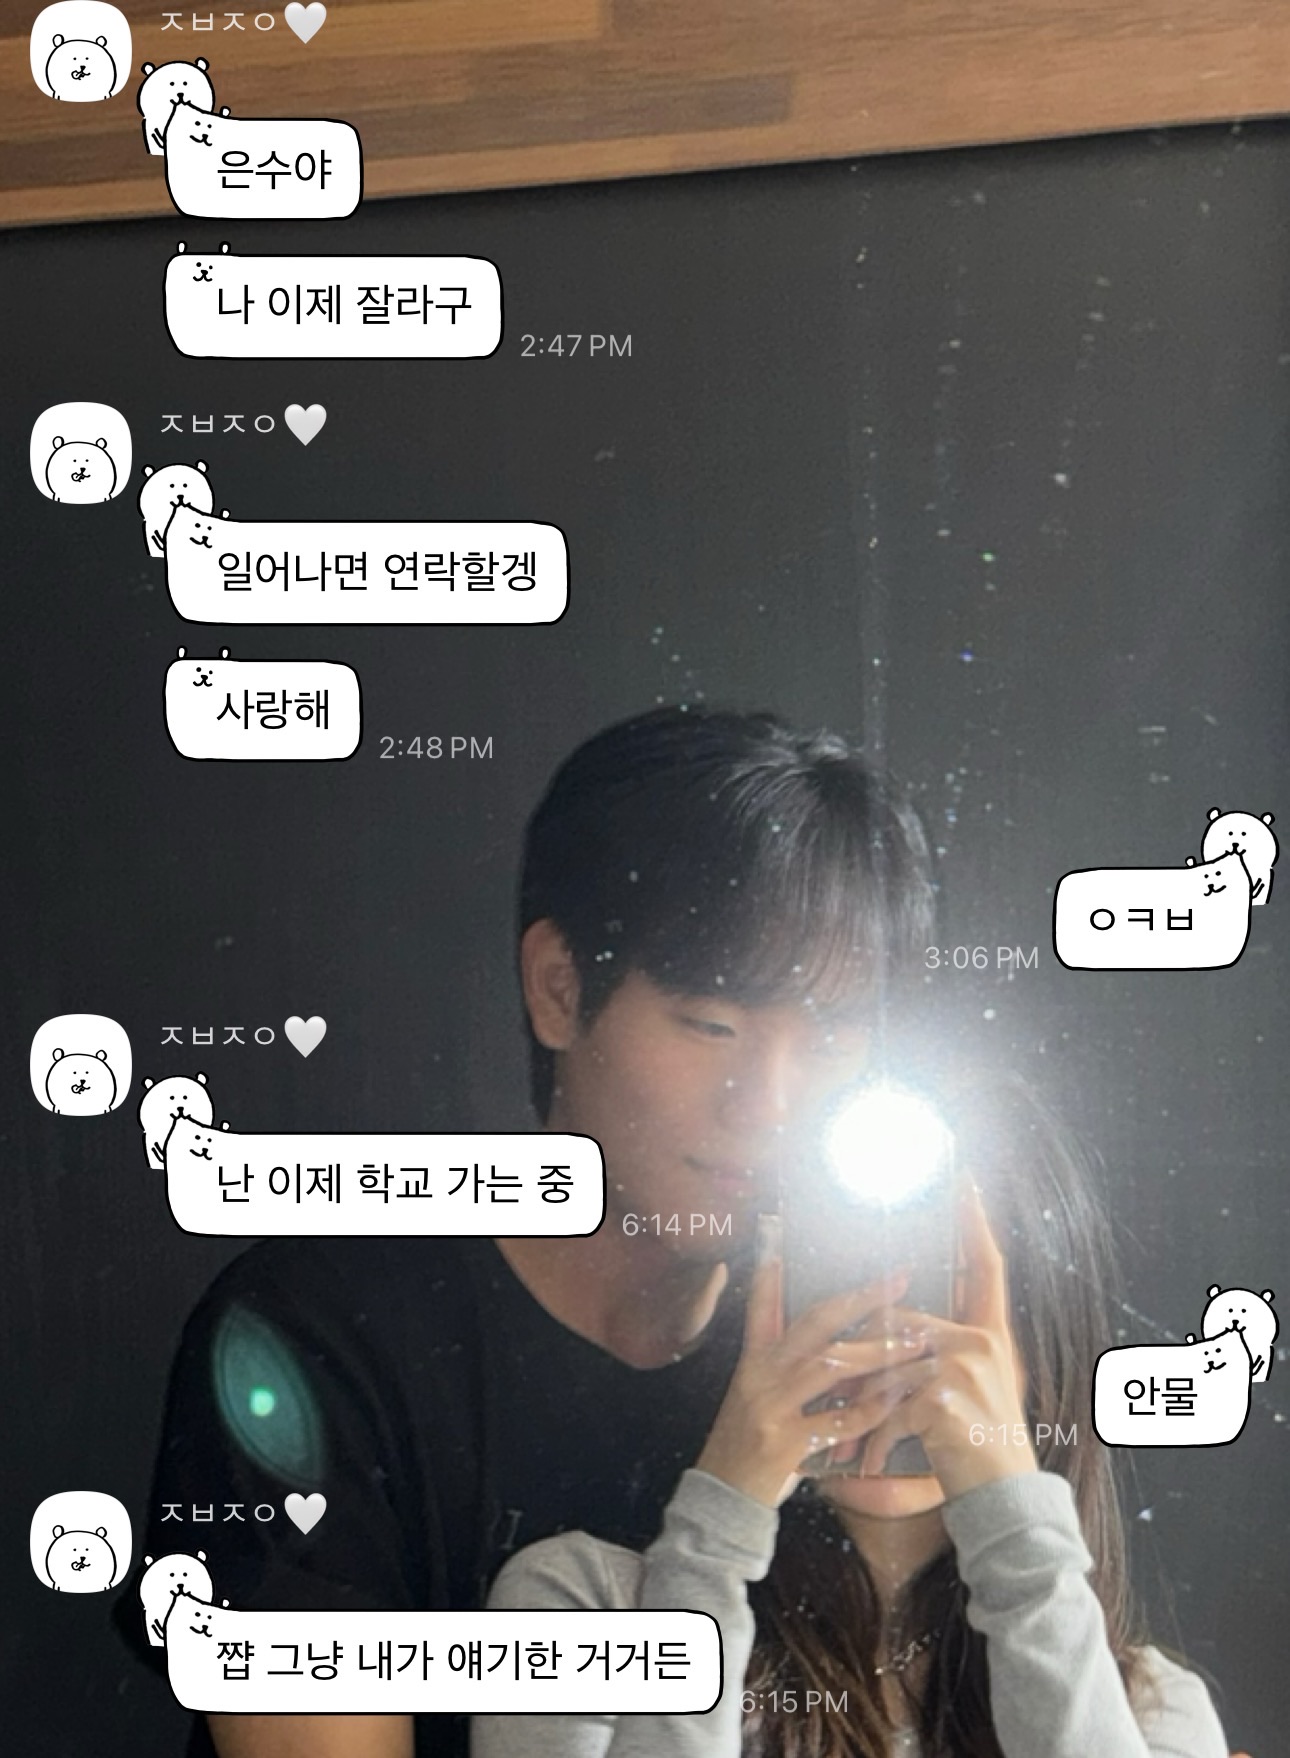 ㅈㅂㅈㅇ🤍
은수야
나 이제 잘라구
2:47 PM
ㅈㅂㅈㅇ🤍
일어나면 연락할겡
사랑해
2:48 PM
ㅇㅋㅂ
3:06 PM
ㅈㅂㅈㅇ🤍
난 이제 학교 가는 중
6:14 PM
안물
6:15 PM
ㅈㅂㅈㅇ🤍
쨥 그냥 내가 얘기한 거거든
6:15 PM